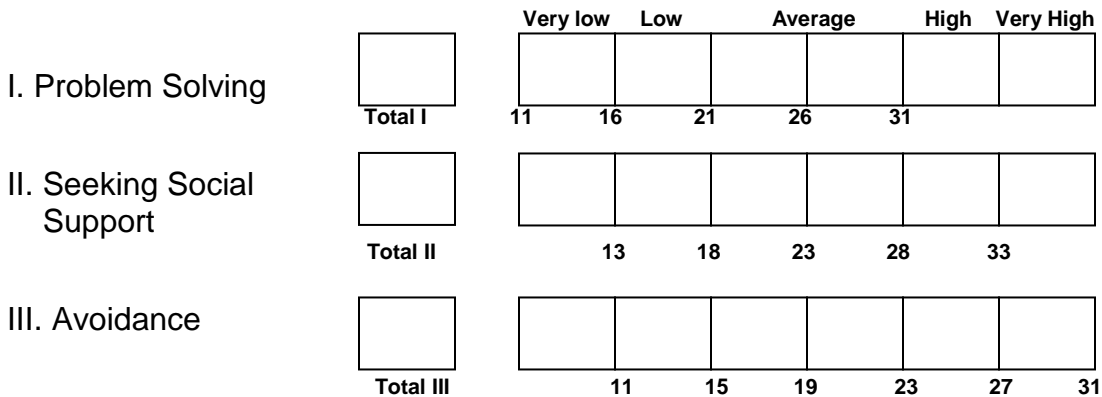 Very low Low Average High Very High
I. Problem Solving
Total I 11 16 21 26 31
II. Seeking Social
Support
Total II 13 18 23 28 33
III. Avoidance
Total III 11 15 19 23 27 31